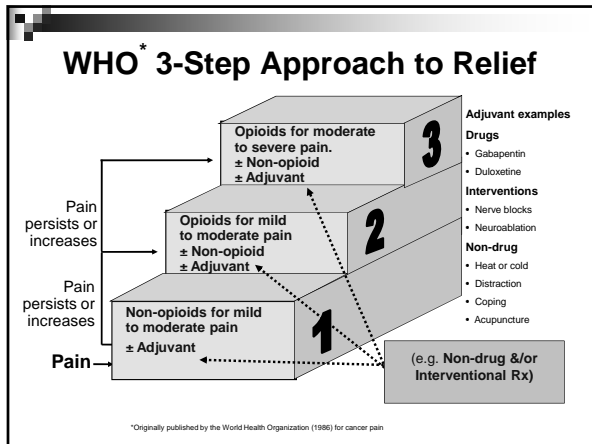 WHO* 3-Step Approach to Relief
Opioids for moderate
to severe pain.
± Non-opioid
± Adjuvant
3
Opioids for mild
to moderate pain
± Non-opioid
± Adjuvant
2
Non-opioids for mild
to moderate pain
± Adjuvant
1
Pain
persists or
increases
Pain
persists or
increases
Pain
Adjuvant examples
Drugs
• Gabapentin
• Duloxetine
Interventions
• Nerve blocks
• Neuroablation
Non-drug
• Heat or cold
• Distraction
• Coping
• Acupuncture
(e.g. Non-drug &/or
Interventional Rx)
*Originally published by the World Health Organization (1986) for cancer pain